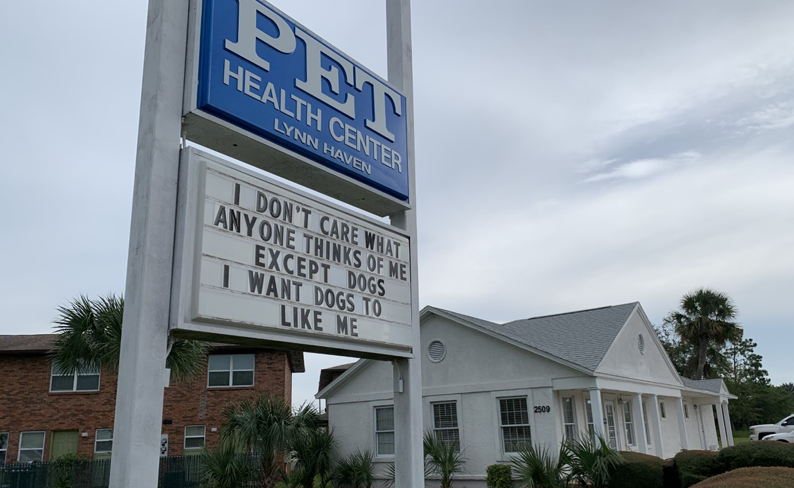 PET
HEALTH CENTER
LYNN HAVEN
I DON'T CARE WHAT
ANYONE THINKS OF ME
EXCEPT DOGS
I WANT DOGS TO
LIKE ME
2509